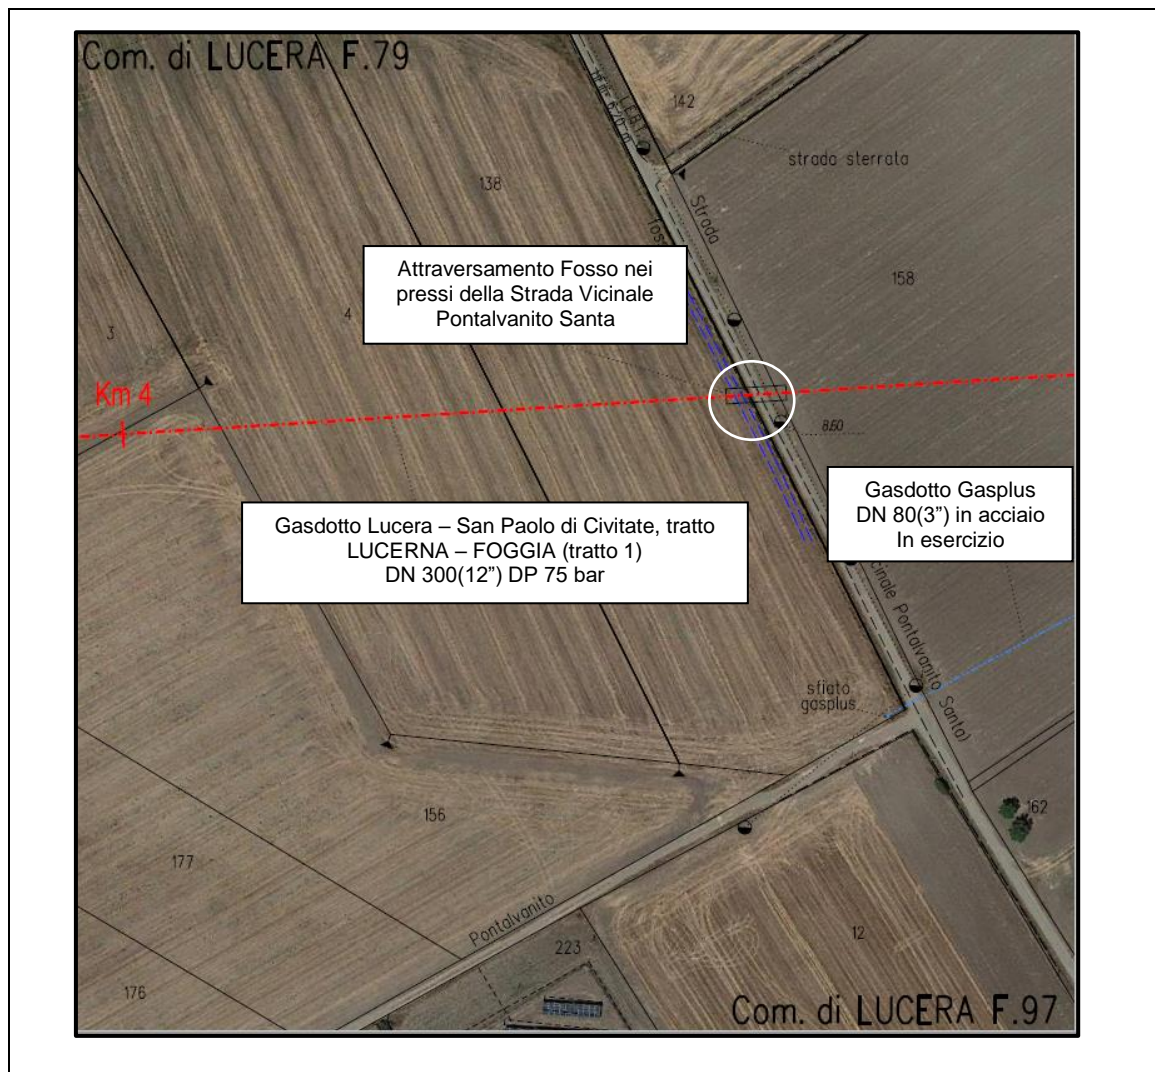 Com. di LUCERA F.79
142
strada sterrata
138
Strada
158
Attraversamento Fosso nei
pressi della Strada Vicinale
Pontalvanito Santa
4
3
Km 4
8.60
Gasdotto Gasplus
DN 80(3”) in acciaio
In esercizio
Gasdotto Lucera – San Paolo di Civitate, tratto
LUCERNA – FOGGIA (tratto 1)
DN 300(12”) DP 75 bar
Pontalvanito Santa)
sfiato
gasplus
162
156
177
12
Pontalvanito
223
176
Com. di LUCERA F.97